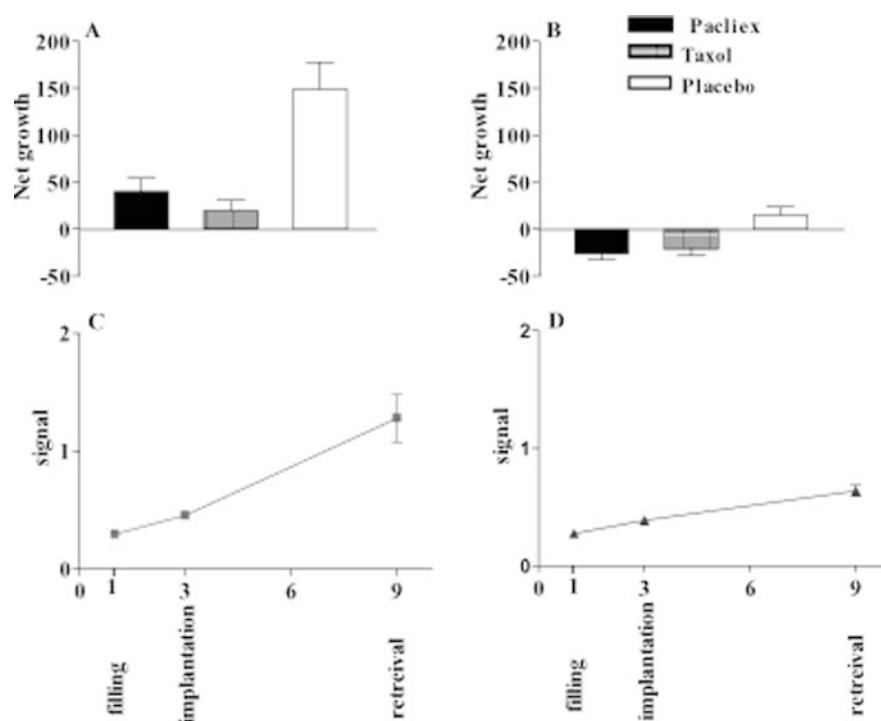 A
200
150
100
50
0
-50
Net growth
B
200
150
100
50
0
-50
Net growth
Pacliex
Taxol
Placebo
C
2
1
0
signal
0 1 3 6 9
filling
implantation
retreival
D
2
1
0
signal
0 1 3 6 9
filling
implantation
retreival